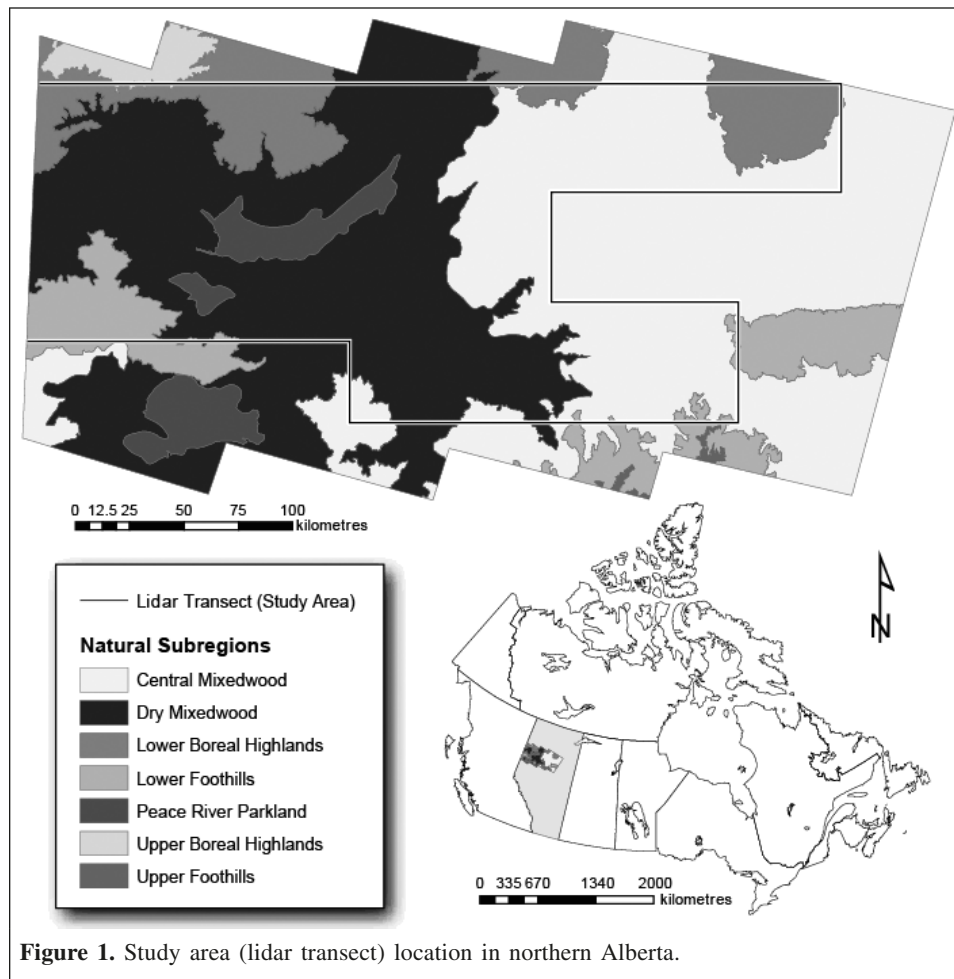 0 12.5 25 50 75 100
kilometres
Lidar Transect (Study Area)
Natural Subregions
Central Mixedwood
Dry Mixedwood
Lower Boreal Highlands
Lower Foothills
Peace River Parkland
Upper Boreal Highlands
Upper Foothills
N
0 335 670 1340 2000
kilometres
Figure 1. Study area (lidar transect) location in northern Alberta.